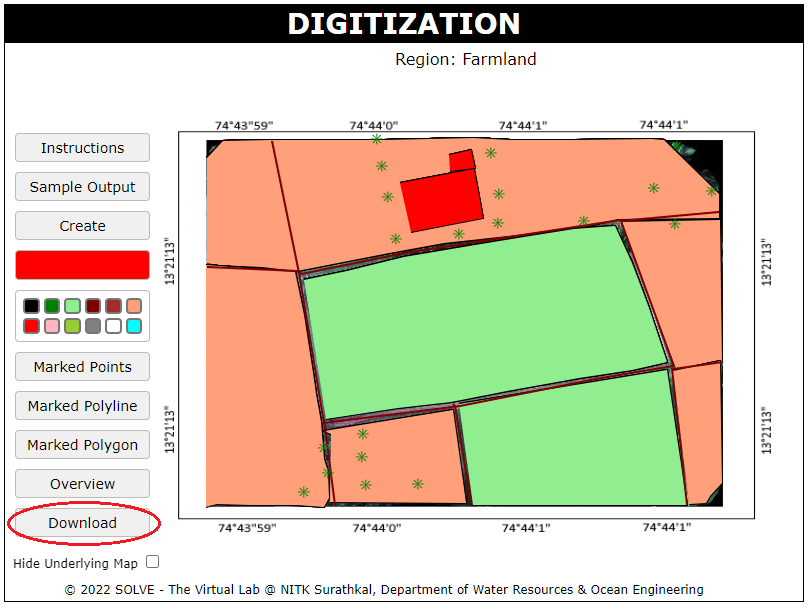 DIGITIZATION
Region: Farmland
74°43"59" 74°44'0" 74°44'1" 74°44'1"
Instructions
Sample Output
Create
13°21'13" 13°21'13"
Marked Points
Marked Polyline
13°21'13" 13°21'13"
Marked Polygon
Overview
Download
74°43"59" 74°44'0" 74°44'1" 74°44'1"
Hide Underlying Map
© 2022 SOLVE - The Virtual Lab @ NITK Surathkal, Department of Water Resources & Ocean Engineering